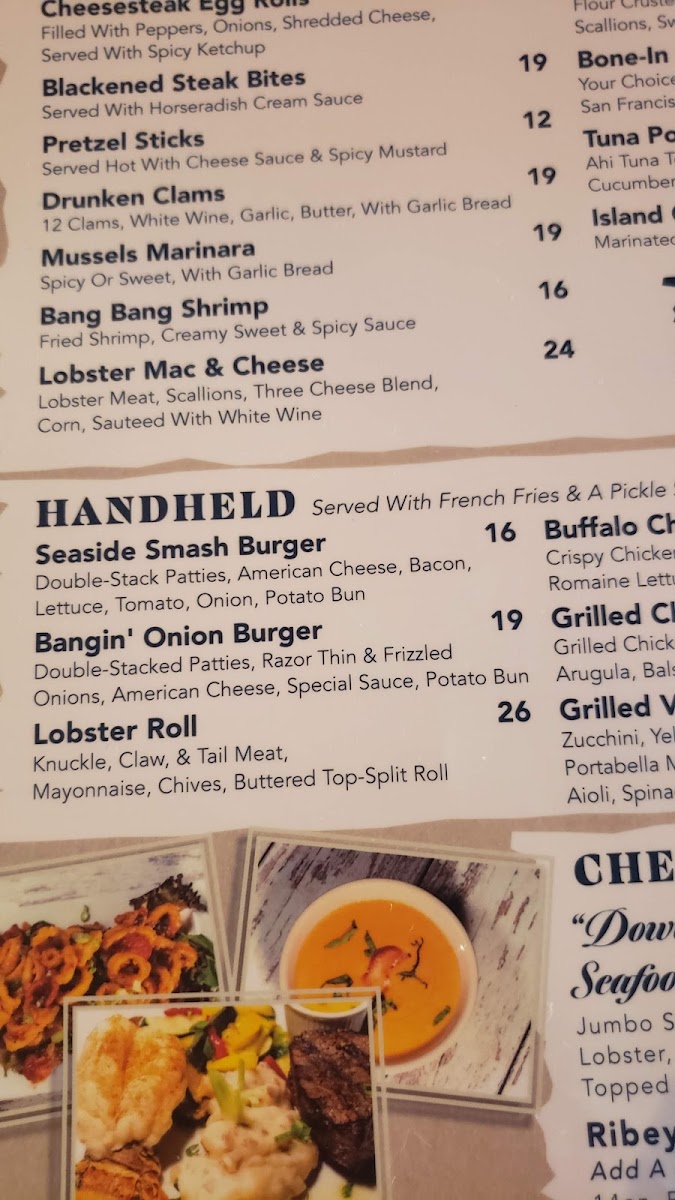 Cheesesteak Egg Rolls
Filled With Peppers, Onions, Shredded Cheese,
Served With Spicy Ketchup
Blackened Steak Bites 19
Served With Horseradish Cream Sauce
Pretzel Sticks 12
Served Hot With Cheese Sauce & Spicy Mustard
Drunken Clams 19
12 Clams, White Wine, Garlic, Butter, With Garlic Bread
Mussels Marinara 19
Spicy Or Sweet, With Garlic Bread
Bang Bang Shrimp 16
Fried Shrimp, Creamy Sweet & Spicy Sauce
Lobster Mac & Cheese 24
Lobster Meat, Scallions, Three Cheese Blend,
Corn, Sauteed With White Wine
Flour
Scallions,
Bone-In
Your
San
Tuna
Ahi Tuna
Cucumber
Island
HANDHELD Served With French Fries & A Pickle
Seaside Smash Burger 16
Double-Stack Patties, American Cheese, Bacon,
Lettuce, Tomato, Onion, Potato Bun
Bangin' Onion Burger 19
Double-Stacked Patties, Razor Thin & Frizzled
Onions, American Cheese, Special Sauce, Potato Bun
Lobster Roll 26
Knuckle, Claw, & Tail Meat,
Mayonnaise, Chives, Buttered Top-Split Roll
Buffalo
Crispy
Romaine
Grilled
Grilled
Arugula,
Grilled
Zucchini,
Portabella
Aioli,
Jumbo
Lobster,
Topped
Add A